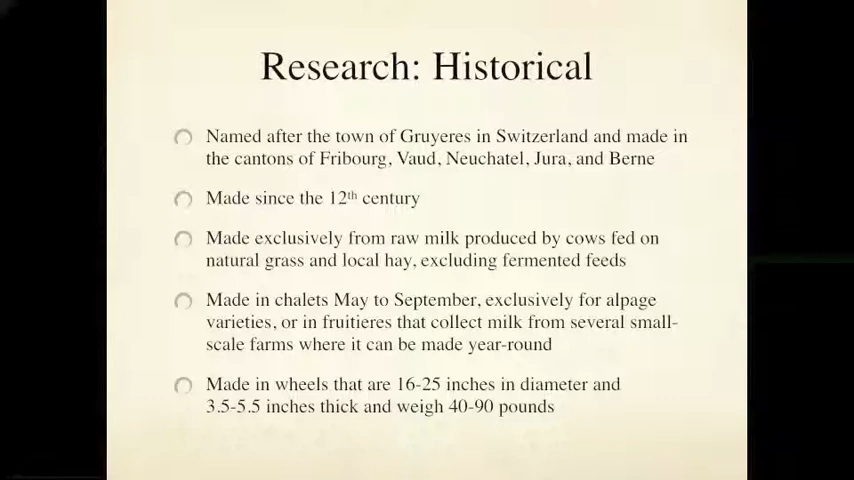 Research: Historical
Named after the town of Gruyeres in Switzerland and made in
the cantons of Fribourg, Vaud, Neuchatel, Jura, and Berne
Made since the 12th century
Made exclusively from raw milk produced by cows fed on
natural grass and local hay, excluding fermented feeds
Made in chalets May to September, exclusively for alpage
varieties, or in fruitieres that collect milk from several small-
scale farms where it can be made year-round
Made in wheels that are 16-25 inches in diameter and
3.5-5.5 inches thick and weigh 40-90 pounds